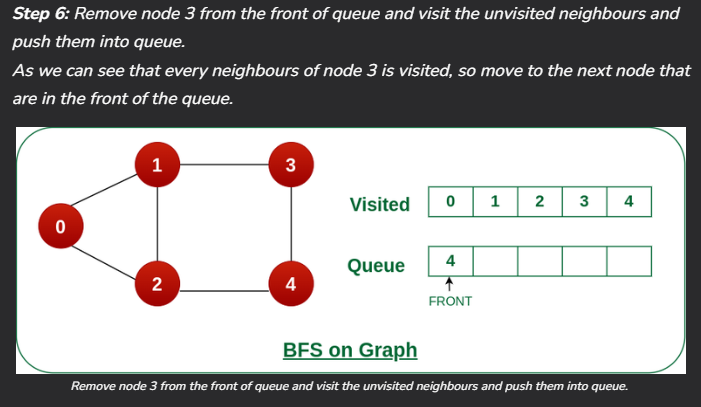 Step 6: Remove node 3 from the front of queue and visit the unvisited neighbours and
push them into queue.
As we can see that every neighbours of node 3 is visited, so move to the next node that
are in the front of the queue.
1
3
0
2
4
Visited
0 1 2 3 4
Queue
4
FRONT
BFS on Graph
Remove node 3 from the front of queue and visit the unvisited neighbours and push them into queue.